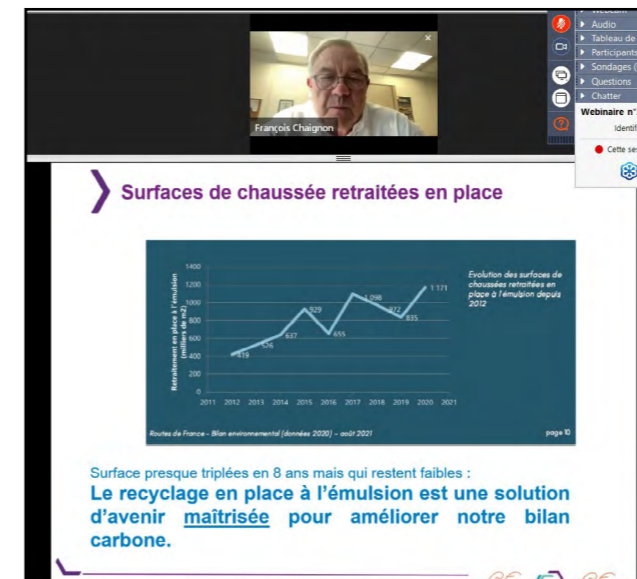 Webcam
Audio
Tableau de
Participants
Sondages (
Questions
Chatter
Webinaire n°
Identif
Cette se
François Chaignon
Surfaces de chaussée retraitées en place
Evolution des surfaces de
chaussées retraitées en
place à l'émulsion depuis
2012
Retraitement en place à l'émulsion
(milliers de m2)
1400
1200
1000
800
600
400
200
0
419
526
637
929
655
1 098
972
835
1 171
2011 2012 2013 2014 2015 2016 2017 2018 2019 2020 2021
Routes de France - Bilan environnemental (données 2020) - août 2021
page 10
Surface presque triplées en 8 ans mais qui restent faibles :
Le recyclage en place à l'émulsion est une solution
d'avenir maîtrisée pour améliorer notre bilan
carbone.